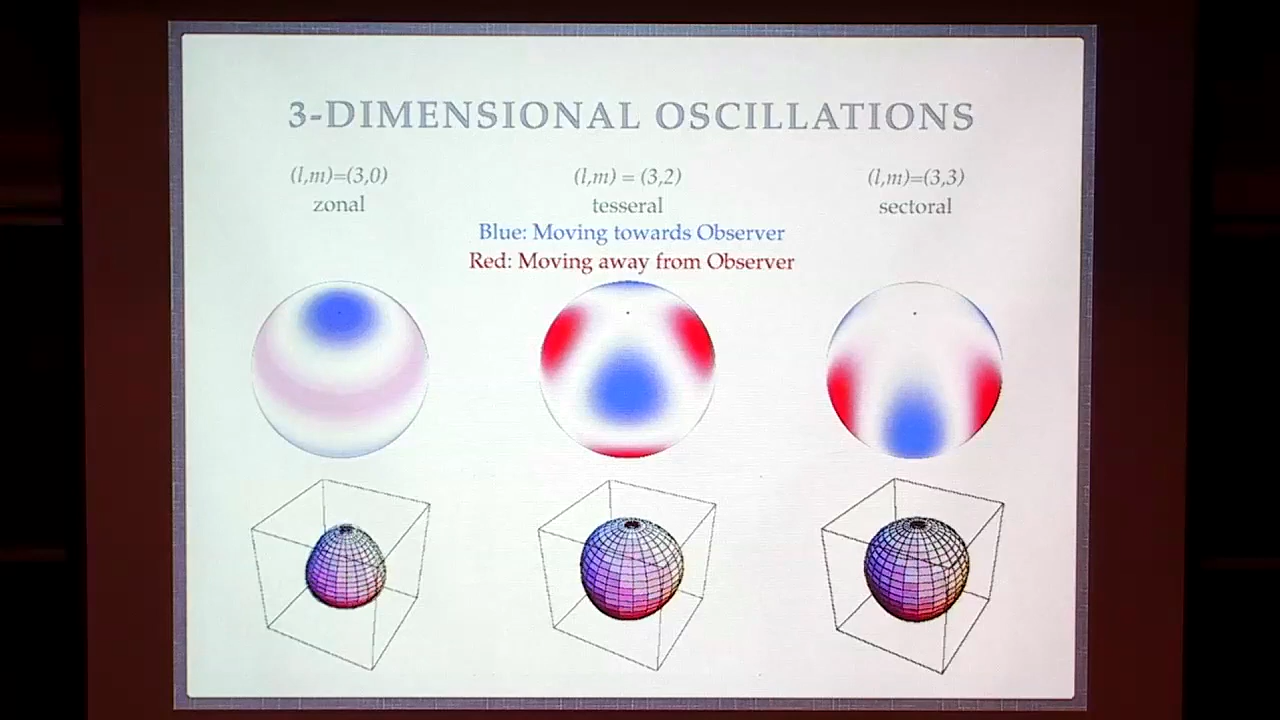 3-DIMENSIONAL OSCILLATIONS
(l,m)=(3,0)
zonal
(l,m) = (3,2)
tesseral
(l,m)=(3,3)
sectoral
Blue: Moving towards Observer
Red: Moving away from Observer